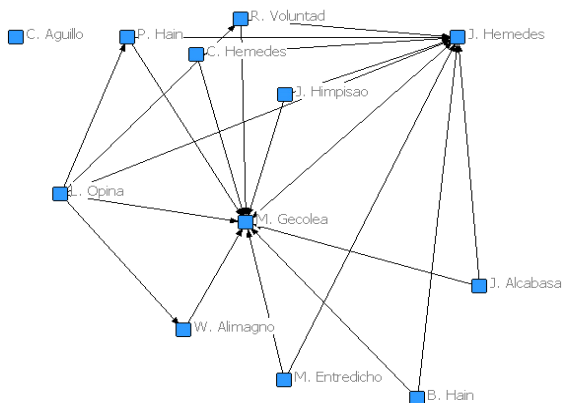 R. Voluntad
C. Aguillo
P. Hain
J. Hemedes
C. Hemedes
J. Himpisao
L. Opina
M. Gecolea
J. Alcabasa
W. Alimagno
M. Entredicho
B. Hain